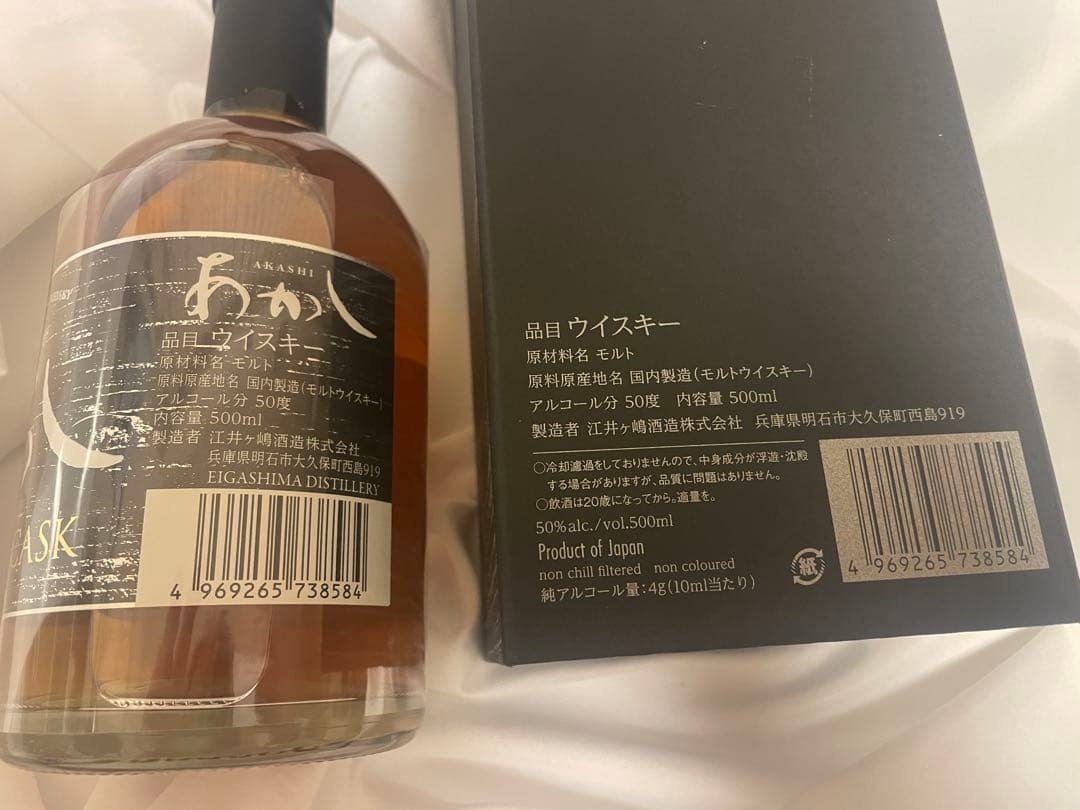 AKASHI
あかし
品目 ウイスキー
原材料名 モルト
原料原産地名 国内製造(モルトウイスキー)
アルコール分 50度
内容量 500ml
製造者 江井ヶ嶋酒造株式会社
兵庫県明石市大久保町西島919
EIGASHIMA DISTILLERY
CASK
4 969265 738584
品目 ウイスキー
原材料名 モルト
原料原産地名 国内製造(モルトウイスキー)
アルコール分 50度 内容量 500ml
製造者 江井ヶ嶋酒造株式会社 兵庫県明石市大久保町西島919
○冷却濾過をしておりませんので、中身成分が浮遊・沈殿
する場合がありますが、品質に問題はありません。
○飲酒は20歳になってから。適量を。
50%alc./vol.500ml
Product of Japan
non chill filtered non coloured
純アルコール量:4g(10ml当たり)
紙
4 969265 738584